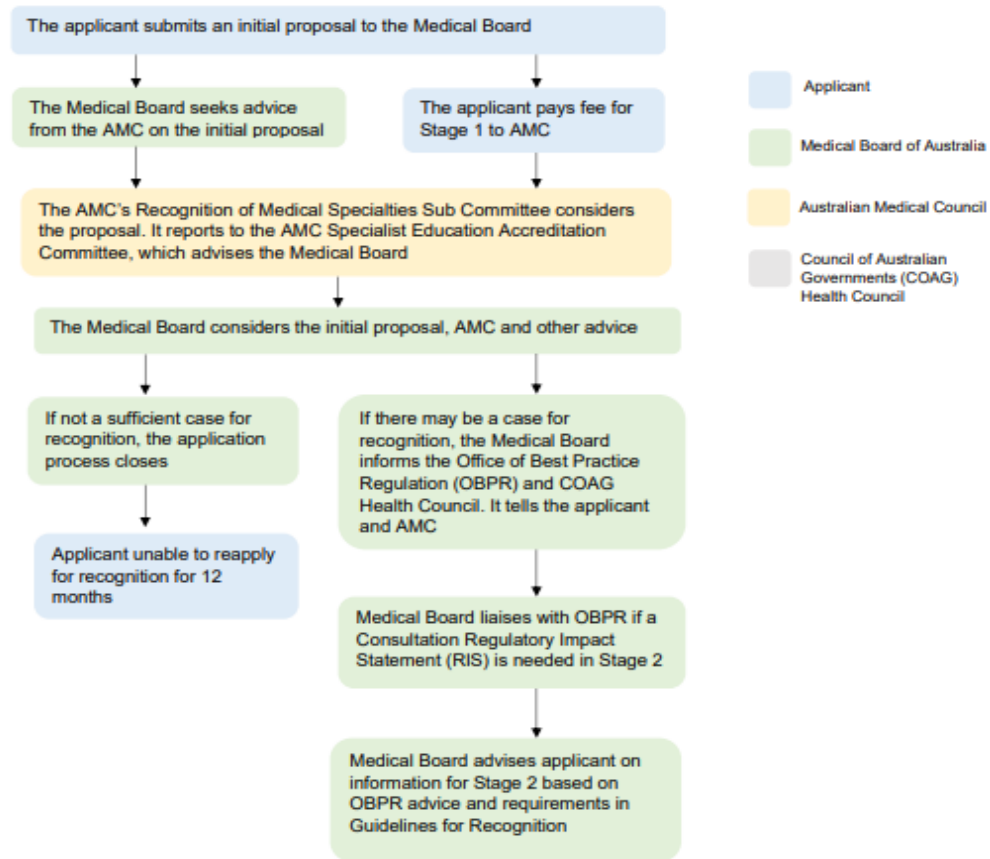 The applicant submits an initial proposal to the Medical Board
The Medical Board seeks advice
from the AMC on the initial proposal
The applicant pays fee for
Stage 1 to AMC
The AMC's Recognition of Medical Specialties Sub Committee considers
the proposal. It reports to the AMC Specialist Education Accreditation
Committee, which advises the Medical Board
The Medical Board considers the initial proposal, AMC and other advice
If not a sufficient case for
recognition, the application
process closes
Applicant unable to reapply
for recognition for 12
months
If there may be a case for
recognition, the Medical Board
informs the Office of Best Practice
Regulation (OBPR) and COAG
Health Council. It tells the applicant
and AMC
Medical Board liaises with OBPR if a
Consultation Regulatory Impact
Statement (RIS) is needed in Stage 2
Medical Board advises applicant on
information for Stage 2 based on
OBPR advice and requirements in
Guidelines for Recognition
Applicant
Medical Board of Australia
Australian Medical Council
Council of Australian
Governments (COAG)
Health Council